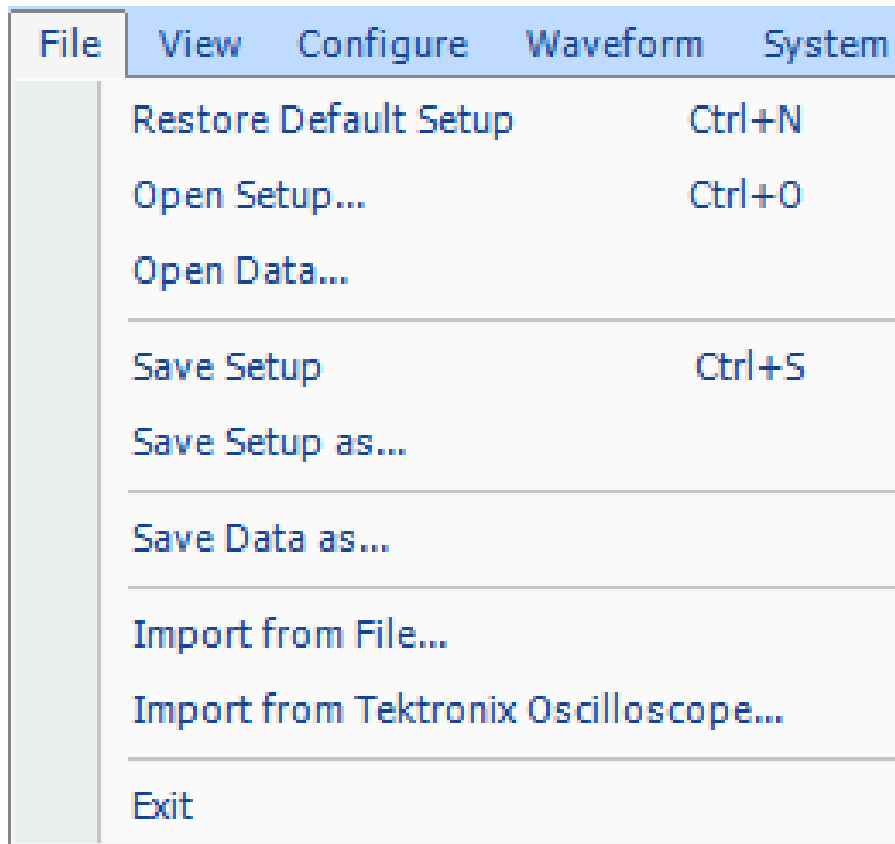 File View Configure Waveform System
Restore Default Setup Ctrl+N
Open Setup... Ctrl+O
Open Data...
Save Setup Ctrl+S
Save Setup as...
Save Data as...
Import from File...
Import from Tektronix Oscilloscope...
Exit